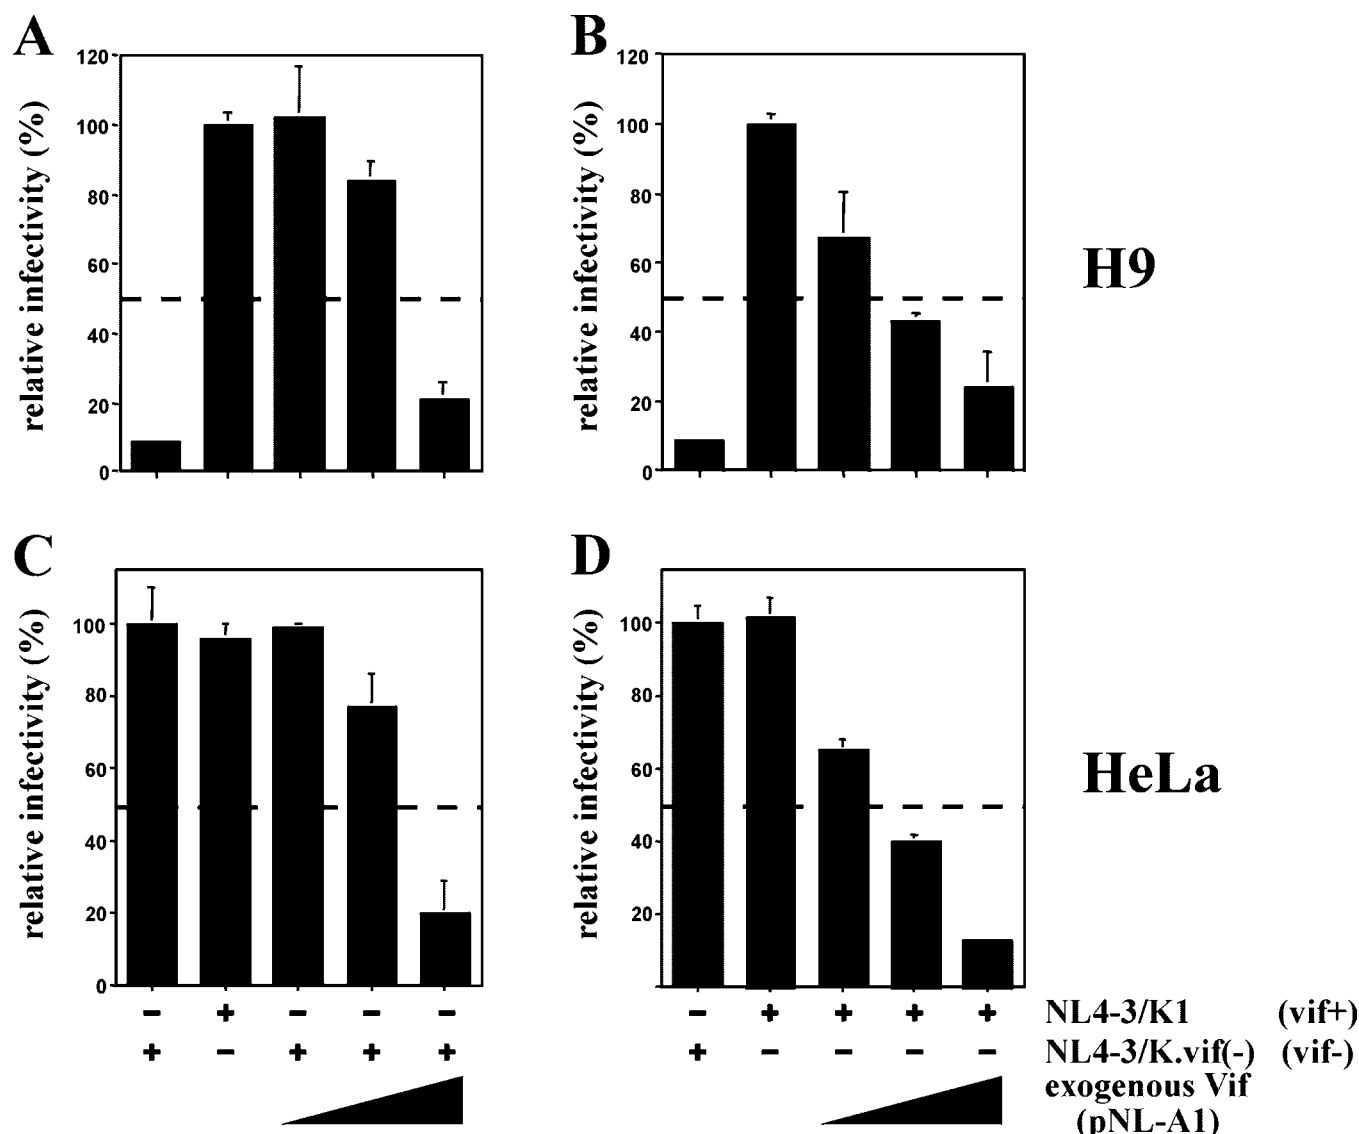 A
B
120
100
80
60
40
20
0
relative infectivity (%)
120
100
80
60
40
20
0
relative infectivity (%)
H9
C
D
100
80
60
40
20
0
relative infectivity (%)
100
80
60
40
20
relative infectivity (%)
HeLa
− + − − − − + + + + NL4-3/K1 (vif+)
+ − + + + + − − − − NL4-3/K.vif(-) (vif-)
exogenous Vif
(pNL-A1)